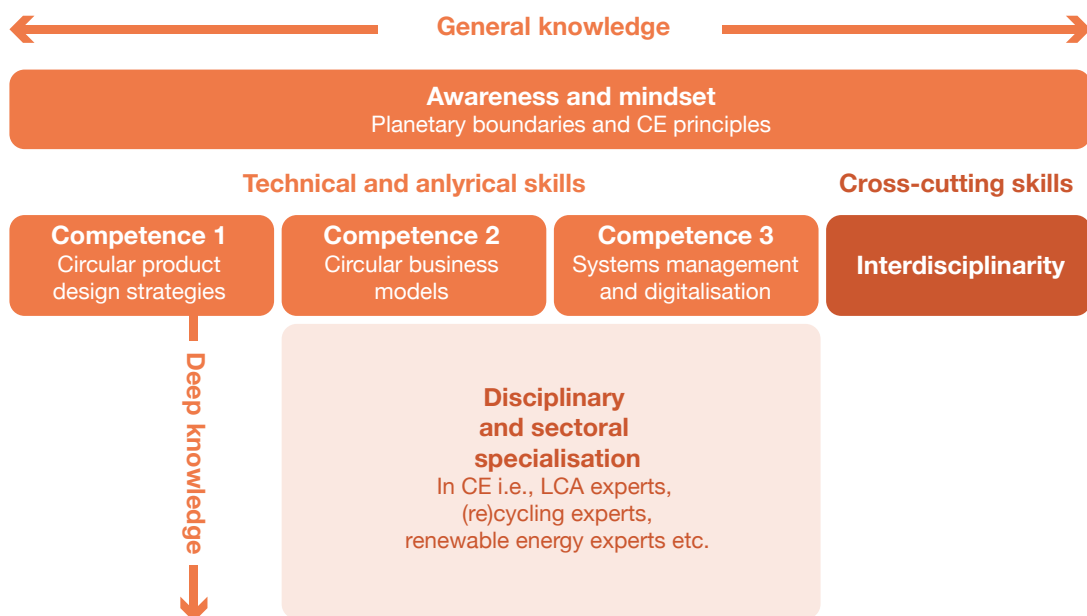 General knowledge
Awareness and mindset
Planetary boundaries and CE principles
Technical and anlyrical skills
Cross-cutting skills
Competence 1
Circular product
design strategies
Competence 2
Circular business
models
Competence 3
Systems management
and digitalisation
Interdisciplinarity
Deep knowledge
Disciplinary
and sectoral
specialisation
In CE i.e., LCA experts,
(re)cycling experts,
renewable energy experts etc.